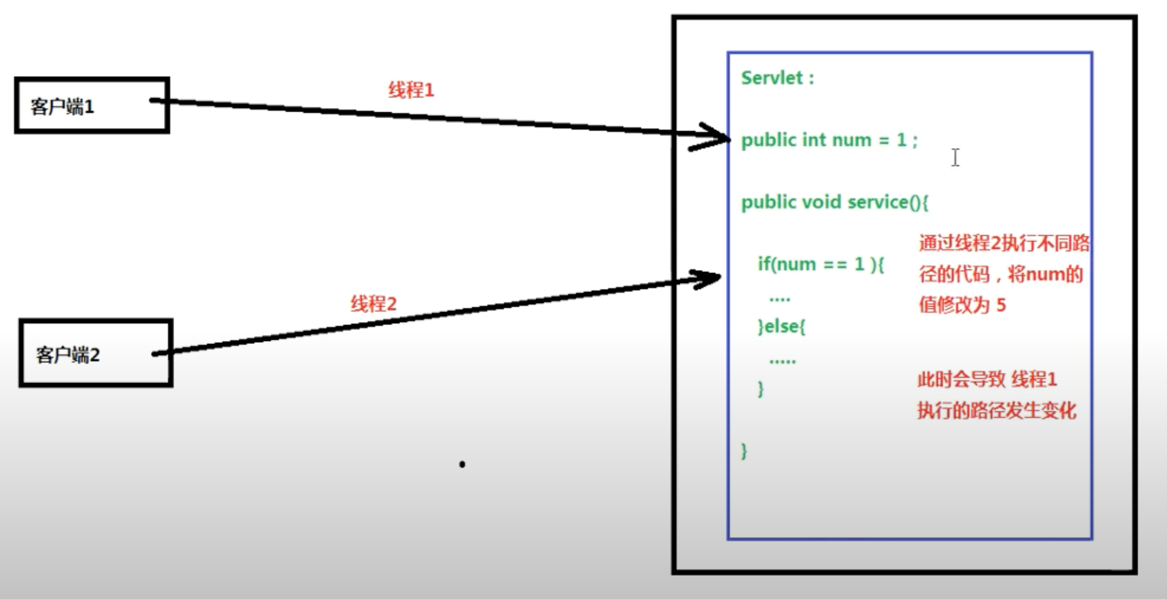 客户端1
线程1
Servlet :
public int num = 1 ;
public void service(){
if(num == 1 ){
....
}else{
.....
}
}
通过线程2执行不同路
径的代码，将num的
值修改为 5
此时会导致 线程1
执行的路径发生变化
线程2
客户端2